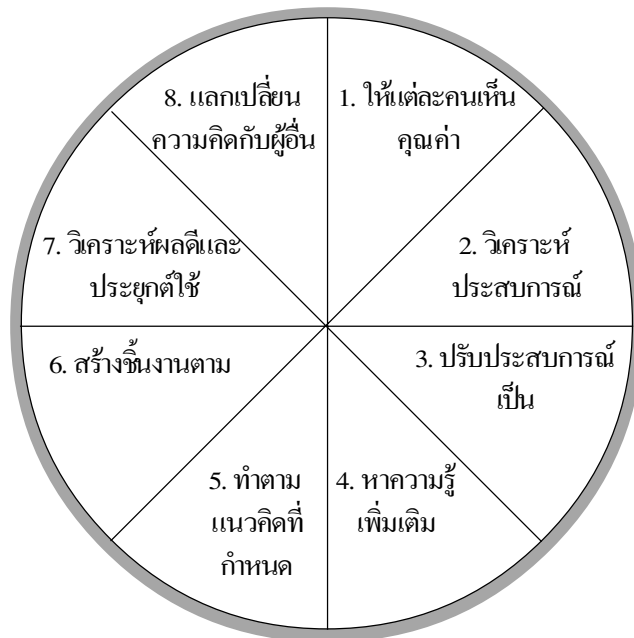 8. แลกเปลี่ยน
ความคิดกับผู้อื่น
1. ให้แต่ละคนเห็น
คุณค่า
2. วิเคราะห์
ประสบการณ์
3. ปรับประสบการณ์
เป็น
4. หาความรู้
เพิ่มเติม
5. ทำตาม
แนวคิดที่
กำหนด
6. สร้างชิ้นงานตาม
7. วิเคราะห์ผลดีและ
ประยุกต์ใช้